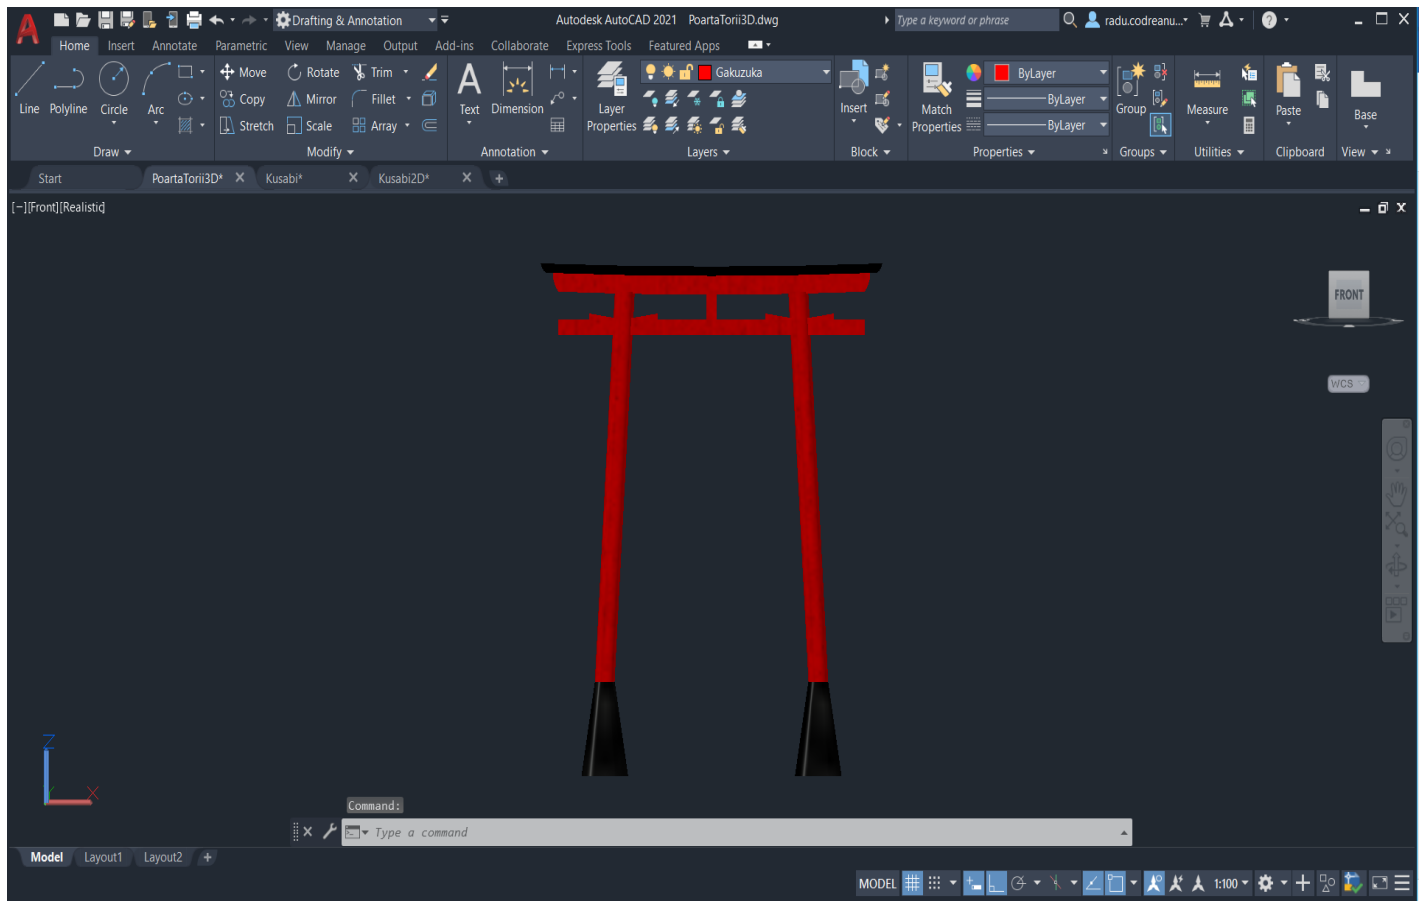 Drafting & Annotation
Autodesk AutoCAD 2021 PoartaTorii3D.dwg
Type a keyword or phrase
radu.codreanu...
Home Insert Annotate Parametric View Manage Output Add-ins Collaborate Express Tools Featured Apps
Line Polyline Circle Arc
Move Rotate Trim
Copy Mirror Fillet
Stretch Scale Array
Text Dimension
Layer Properties
Gakuzuka
Insert
Match Properties
ByLayer
ByLayer
ByLayer
Group
Measure
Paste
Base
Draw Modify Annotation Layers Block Properties Groups Utilities Clipboard View
Start PoartaTorii3D* Kusabi* Kusabi2D*
[−][Front][Realistic]
FRONT
WCS
Z
X
Command:
Type a command
Model Layout1 Layout2
MODEL 1:100